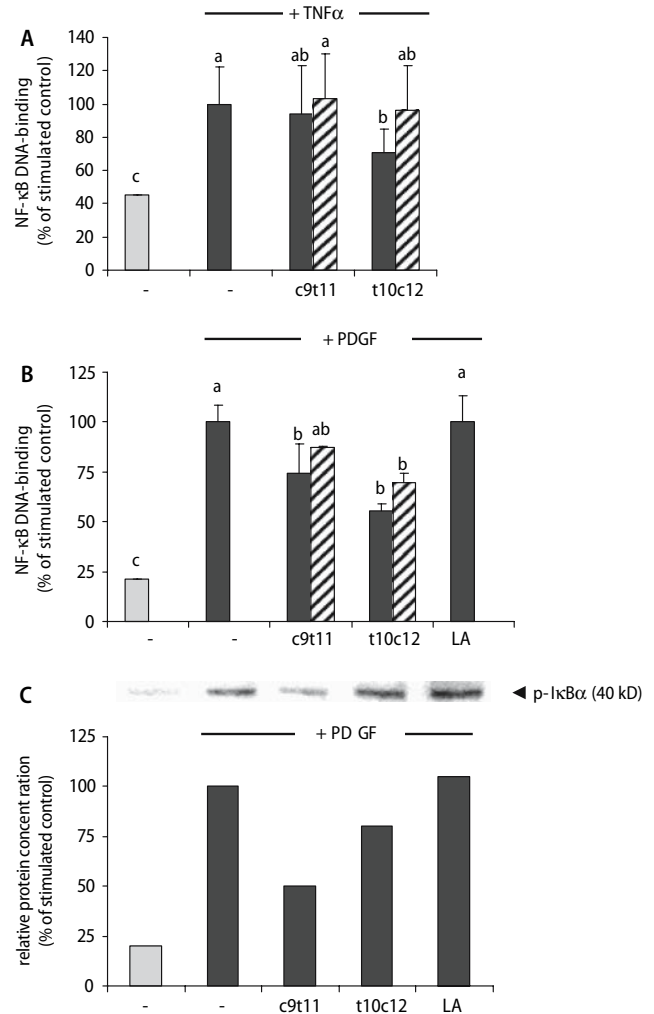 + TNFα
A
NF-κB DNA-binding
(% of stimulated control)
140
120
100
80
60
40
20
0
c
a
ab
a
b
ab
-
-
c9t11
t10c12
+ PDGF
B
NF-κB DNA-binding
(% of stimulated control)
125
100
75
50
25
0
c
a
b
ab
b
b
a
-
-
c9t11
t10c12
LA
C
p-IκBα (40 kD)
+ PD GF
relative protein concent ration
(% of stimulated control)
125
100
75
50
25
0
-
-
c9t11
t10c12
LA